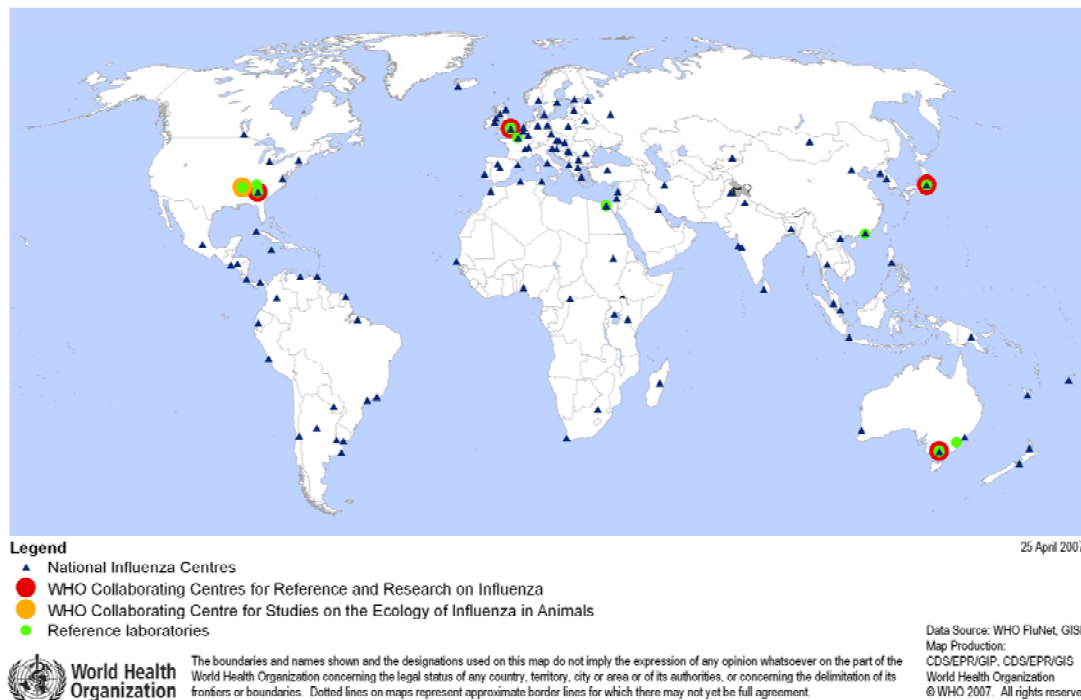 Legend
25 April 2007
National Influenza Centres
WHO Collaborating Centres for Reference and Research on Influenza
WHO Collaborating Centre for Studies on the Ecology of Influenza in Animals
Reference laboratories
World Health
Organization
The boundaries and names shown and the designations used on this map do not imply the expression of any opinion whatsoever on the part of the
World Health Organization concerning the legal status of any country, territory, city or area or of its authorities, or concerning the delimitation of its
frontiers or boundaries. Dotted lines on maps represent approximate border lines for which there may not yet be full agreement.
Data Source: WHO FluNet, GIS
Map Production:
CDS/EPR/GIP, CDS/EPR/GIS
World Health Organization
© WHO 2007. All rights reserve